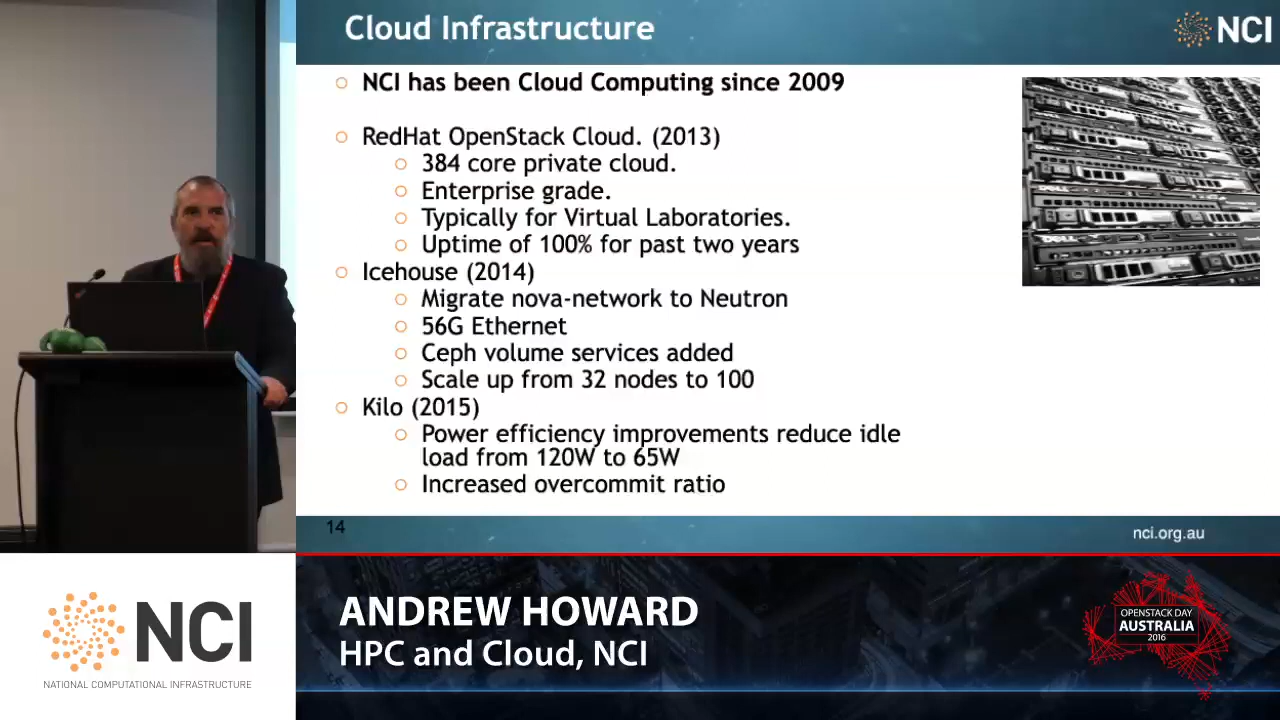 Cloud Infrastructure
NCI
NCI has been Cloud Computing since 2009
RedHat OpenStack Cloud. (2013)
384 core private cloud.
Enterprise grade.
Typically for Virtual Laboratories.
Uptime of 100% for past two years
Icehouse (2014)
Migrate nova-network to Neutron
56G Ethernet
Ceph volume services added
Scale up from 32 nodes to 100
Kilo (2015)
Power efficiency improvements reduce idle
load from 120W to 65W
Increased overcommit ratio
DELL
DELL
14
nci.org.au
NCI
NATIONAL COMPUTATIONAL INFRASTRUCTURE
ANDREW HOWARD
HPC and Cloud, NCI
OPENSTACK DAY
AUSTRALIA
2016